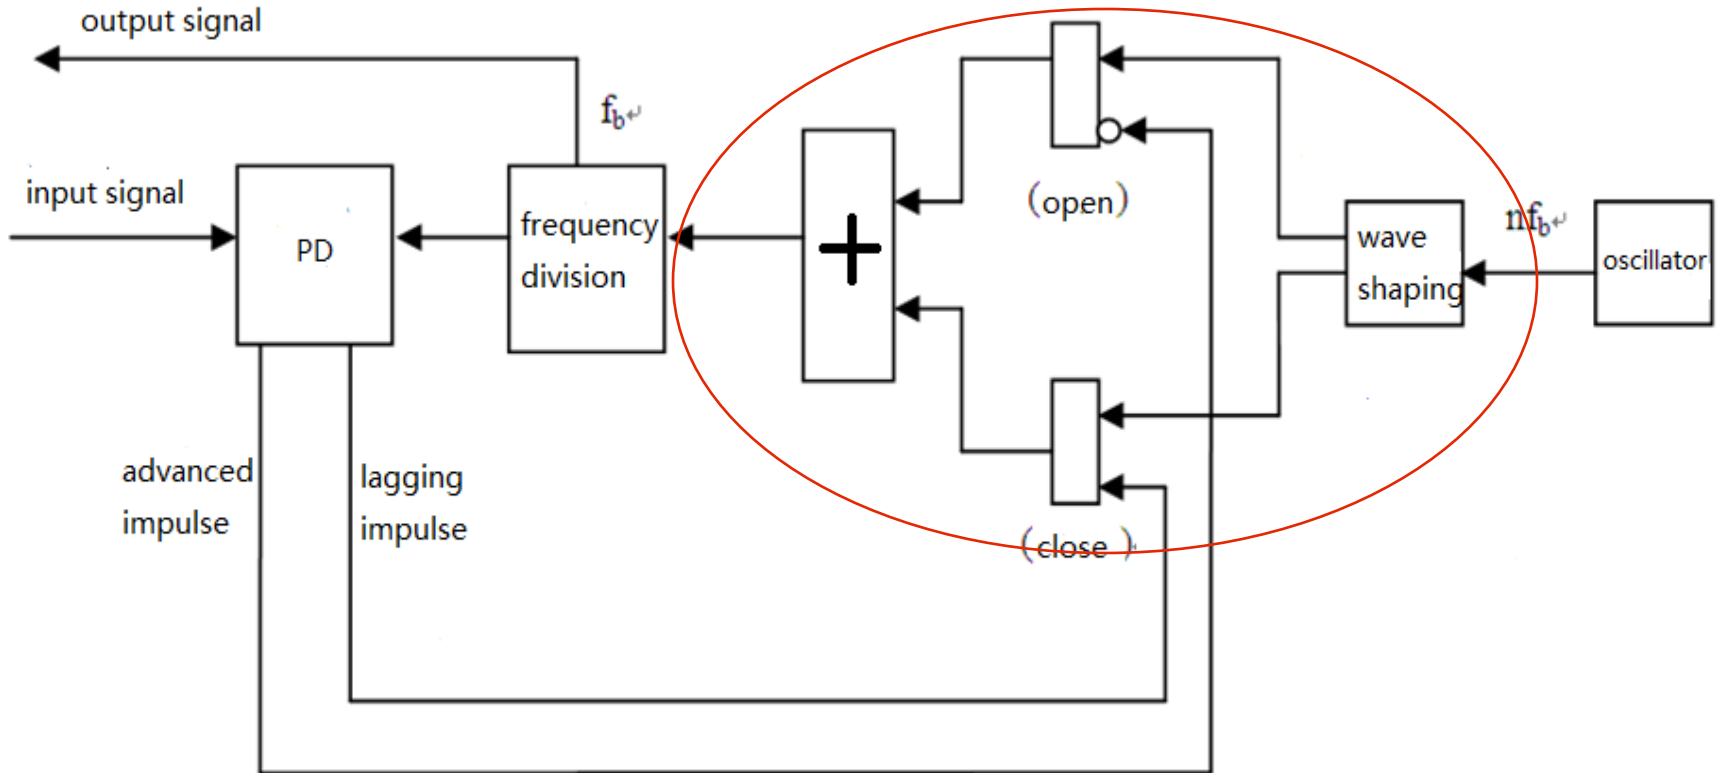 output signal
f_b↵
input signal
PD
frequency
division
+
(open)
wave
shaping
nf_b↵
oscillator
advanced
impulse
lagging
impulse
(close )